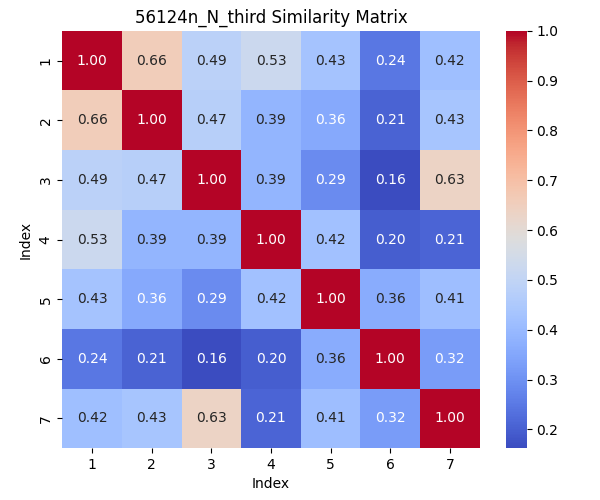 56124n_N_third Similarity Matrix
1 1.00 0.66 0.49 0.53 0.43 0.24 0.42
2 0.66 1.00 0.47 0.39 0.36 0.21 0.43
3 0.49 0.47 1.00 0.39 0.29 0.16 0.63
4 0.53 0.39 0.39 1.00 0.42 0.20 0.21
5 0.43 0.36 0.29 0.42 1.00 0.36 0.41
6 0.24 0.21 0.16 0.20 0.36 1.00 0.32
7 0.42 0.43 0.63 0.21 0.41 0.32 1.00
1 2 3 4 5 6 7
Index
Index
1.0
0.9
0.8
0.7
0.6
0.5
0.4
0.3
0.2